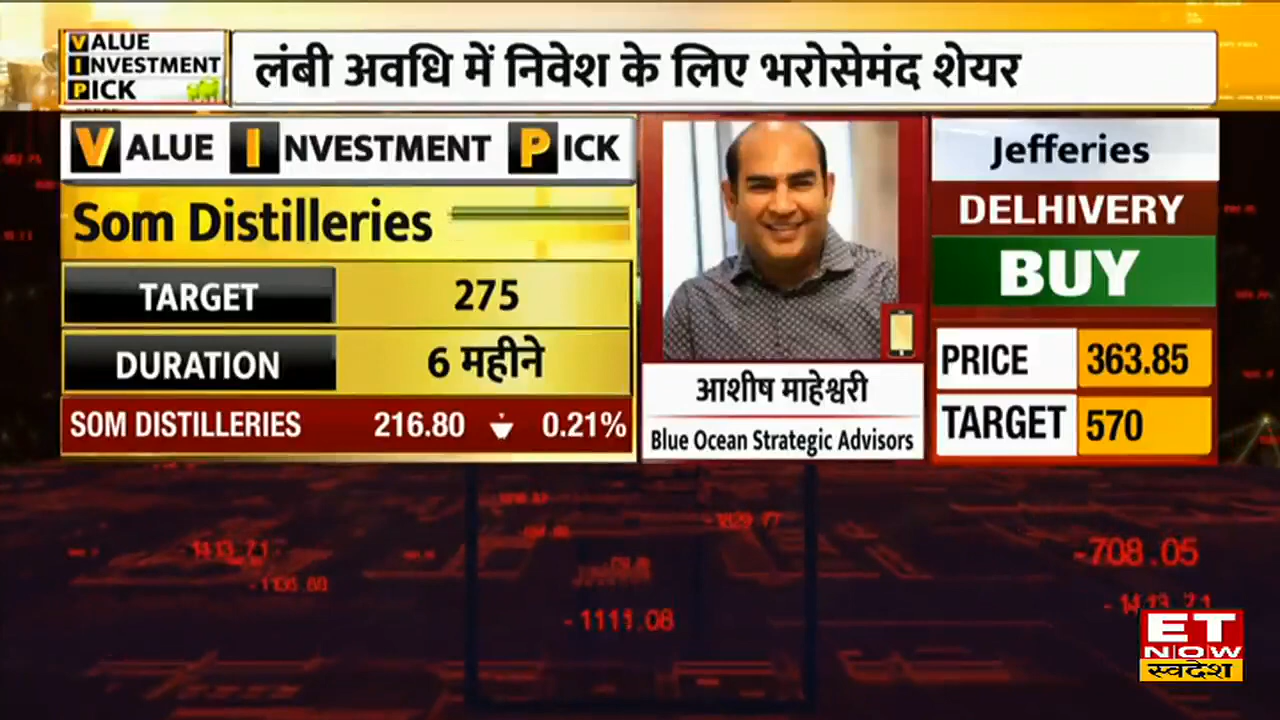 VALUE
INVESTMENT
PICK
लंबी अवधि में निवेश के लिए भरोसेमंद शेयर
VALUE INVESTMENT PICK
Som Distilleries
TARGET 275
DURATION 6 महीने
SOM DISTILLERIES 216.80 0.21%
आशीष माहेश्वरी
Blue Ocean Strategic Advisors
Jefferies
DELHIVERY
BUY
PRICE 363.85
TARGET 570
-708.05
-1111.08
ET
NOW
स्वदेश